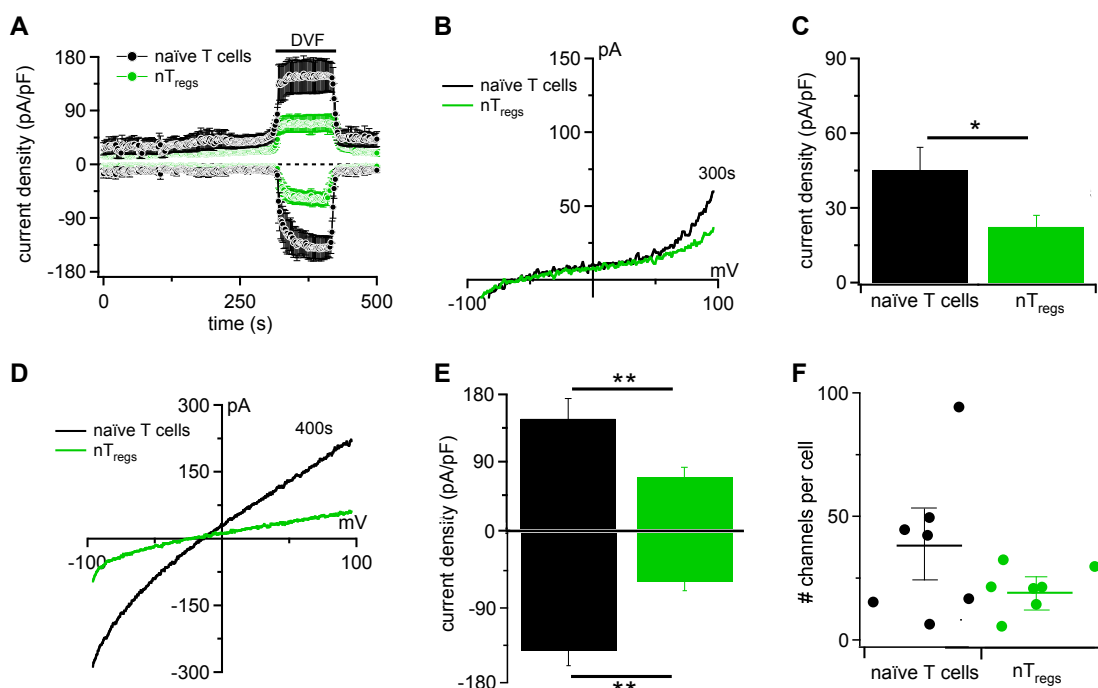 A
DVF
naïve T cells
nTregs
180
90
0
-90
-180
current density (pA/pF)
0
250
500
time (s)
B
pA
naïve T cells
nTregs
150
100
50
300s
mV
-100
100
C
90
60
30
0
current density (pA/pF)
*
naïve T cells
nTregs
D
pA
naïve T cells
nTregs
300
150
-150
-300
400s
mV
-100
100
E
180
90
0
-90
-180
current density (pA/pF)
**
**
F
100
50
0
# channels per cell
naïve T cells
nTregs